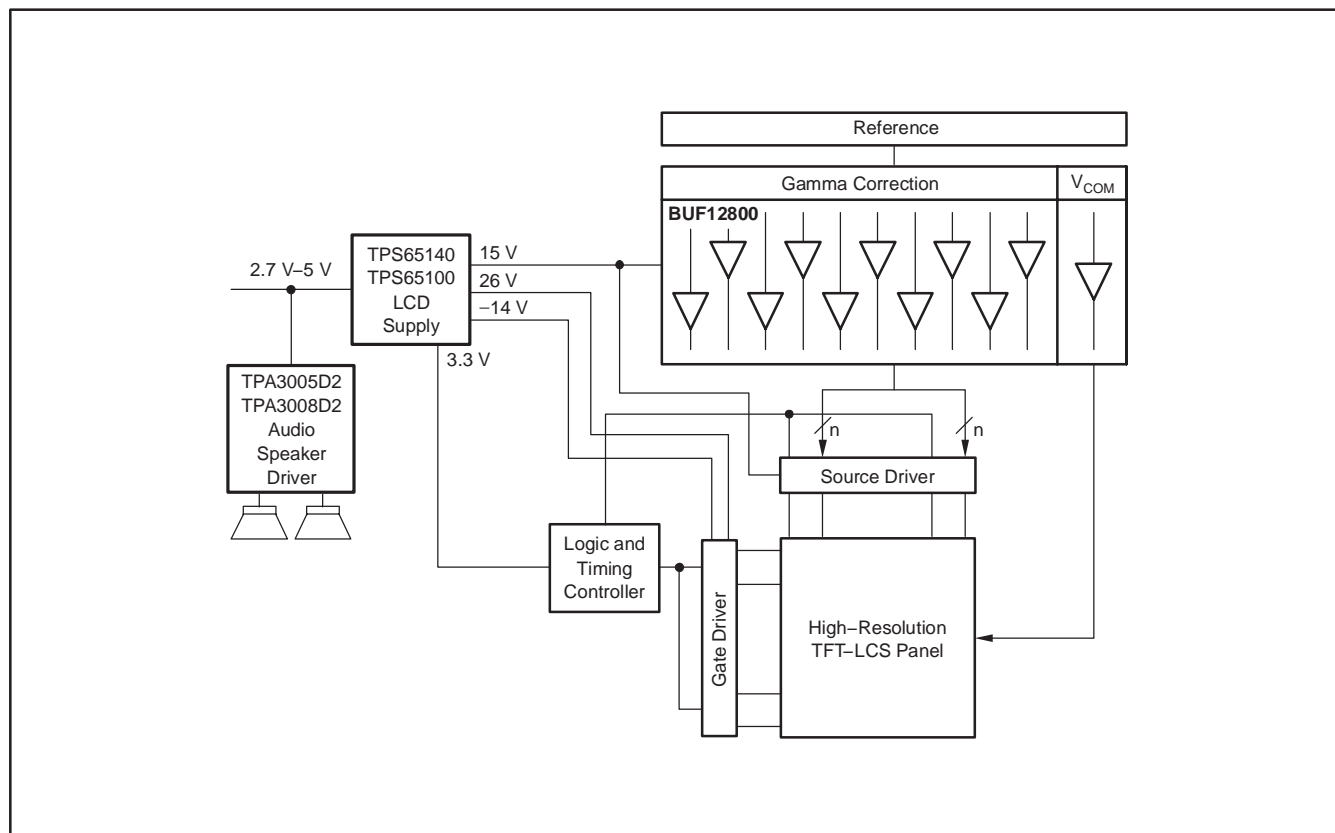 Reference
Gamma Correction
V_COM
BUF12800
TPS65140
TPS65100
LCD
Supply
2.7 V–5 V
15 V
26 V
–14 V
3.3 V
TPA3005D2
TPA3008D2
Audio
Speaker
Driver
n
n
Source Driver
Logic and
Timing
Controller
Gate Driver
High–Resolution
TFT–LCS Panel